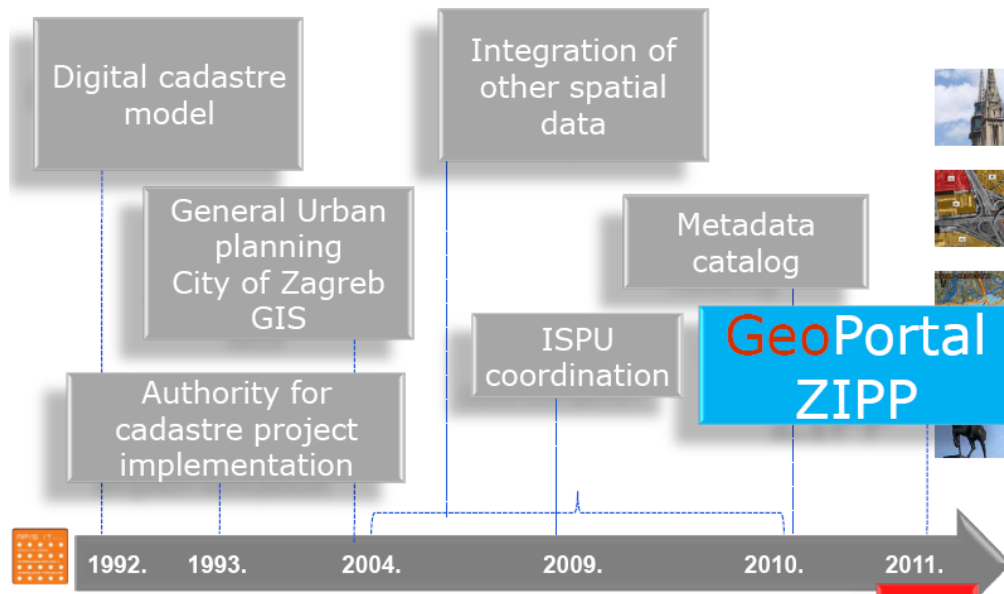 Digital cadastre
model
Integration of
other spatial
data
General Urban
planning
City of Zagreb
GIS
Metadata
catalog
ISPU
coordination
GeoPortal
ZIPP
Authority for
cadastre project
implementation
1992.
1993.
2004.
2009.
2010.
2011.